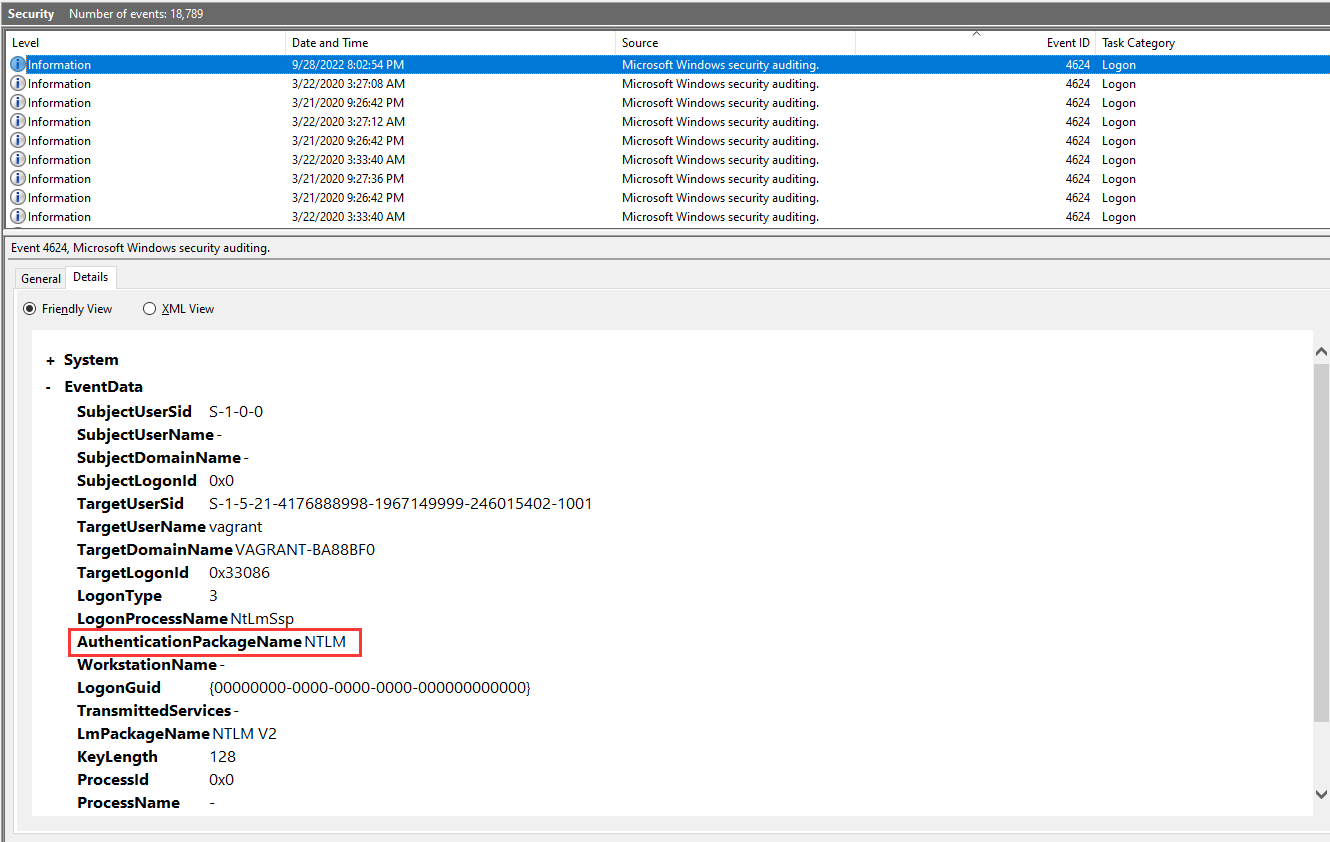 Security Number of events: 18,789
Level Date and Time Source Event ID Task Category
Information 9/28/2022 8:02:54 PM Microsoft Windows security auditing. 4624 Logon
Information 3/22/2020 3:27:08 AM Microsoft Windows security auditing. 4624 Logon
Information 3/21/2020 9:26:42 PM Microsoft Windows security auditing. 4624 Logon
Information 3/22/2020 3:27:12 AM Microsoft Windows security auditing. 4624 Logon
Information 3/21/2020 9:26:42 PM Microsoft Windows security auditing. 4624 Logon
Information 3/22/2020 3:33:40 AM Microsoft Windows security auditing. 4624 Logon
Information 3/21/2020 9:27:36 PM Microsoft Windows security auditing. 4624 Logon
Information 3/21/2020 9:26:42 PM Microsoft Windows security auditing. 4624 Logon
Information 3/22/2020 3:33:40 AM Microsoft Windows security auditing. 4624 Logon
Event 4624, Microsoft Windows security auditing.
General Details
Friendly View XML View
+ System
- EventData
SubjectUserSid S-1-0-0
SubjectUserName -
SubjectDomainName -
SubjectLogonId 0x0
TargetUserSid S-1-5-21-4176888998-1967149999-246015402-1001
TargetUserName vagrant
TargetDomainName VAGRANT-BA88BF0
TargetLogonId 0x33086
LogonType 3
LogonProcessName NtLmSsp
AuthenticationPackageName NTLM
WorkstationName -
LogonGuid {00000000-0000-0000-0000-000000000000}
TransmittedServices -
LmPackageName NTLM V2
KeyLength 128
ProcessId 0x0
ProcessName -